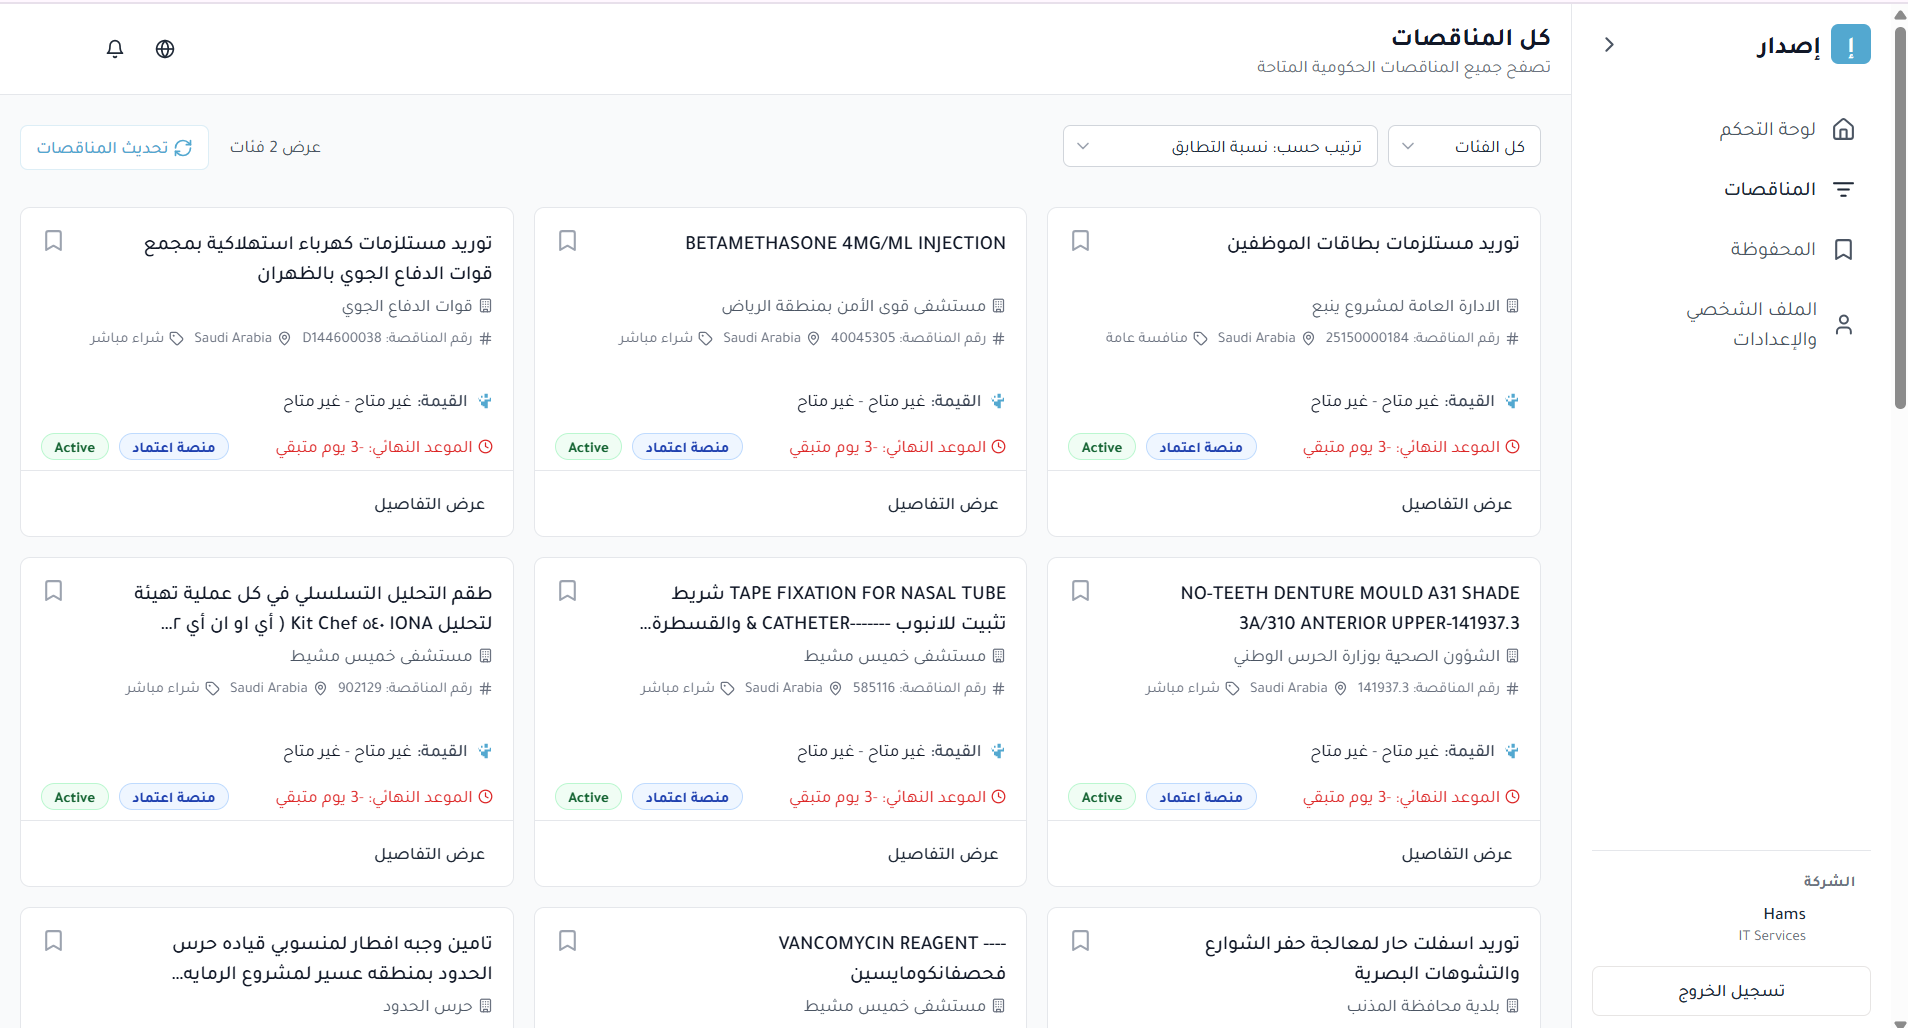 إ
إصدار
لوحة التحكم
المناقصات
المحفوظة
الملف الشخصي
والإعدادات
الشركة
Hams
IT Services
تسجيل الخروج
كل المناقصات
تصفح جميع المناقصات الحكومية المتاحة
كل الفئات
ترتيب حسب: نسبة التطابق
عرض 2 فئات
تحديث المناقصات
توريد مستلزمات بطاقات الموظفين
الادارة العامة لمشروع ينبع
رقم المناقصة: 25150000184 Saudi Arabia منافسة عامة
القيمة: غير متاح - غير متاح
الموعد النهائي: -3 يوم متبقي
منصة اعتماد
Active
عرض التفاصيل
BETAMETHASONE 4MG/ML INJECTION
مستشفى قوى الأمن بمنطقة الرياض
رقم المناقصة: 40045305 Saudi Arabia شراء مباشر
القيمة: غير متاح - غير متاح
الموعد النهائي: -3 يوم متبقي
منصة اعتماد
Active
عرض التفاصيل
توريد مستلزمات كهرباء استهلاكية بمجمع
قوات الدفاع الجوي بالظهران
قوات الدفاع الجوي
رقم المناقصة: D144600038 Saudi Arabia شراء مباشر
القيمة: غير متاح - غير متاح
الموعد النهائي: -3 يوم متبقي
منصة اعتماد
Active
عرض التفاصيل
NO-TEETH DENTURE MOULD A31 SHADE
3A/310 ANTERIOR UPPER-141937.3
الشؤون الصحية بوزارة الحرس الوطني
رقم المناقصة: 141937.3 Saudi Arabia شراء مباشر
القيمة: غير متاح - غير متاح
الموعد النهائي: -3 يوم متبقي
منصة اعتماد
Active
عرض التفاصيل
TAPE FIXATION FOR NASAL TUBE شريط
تثبيت للانبوب -------CATHETER & والقسطرة...
مستشفى خميس مشيط
رقم المناقصة: 585116 Saudi Arabia شراء مباشر
القيمة: غير متاح - غير متاح
الموعد النهائي: -3 يوم متبقي
منصة اعتماد
Active
عرض التفاصيل
طقم التحليل التسلسلي في كل عملية تهيئة
لتحليل Kit Chef ٥٤٠ IONA ( أي او ان أي ٢...
مستشفى خميس مشيط
رقم المناقصة: 902129 Saudi Arabia شراء مباشر
القيمة: غير متاح - غير متاح
الموعد النهائي: -3 يوم متبقي
منصة اعتماد
Active
عرض التفاصيل
توريد اسفلت حار لمعالجة حفر الشوارع
والتشوهات البصرية
بلدية محافظة المذنب
VANCOMYCIN REAGENT ----
فحصفانكومايسين
مستشفى خميس مشيط
تامين وجبه افطار لمنسوبي قياده حرس
الحدود بمنطقه عسير لمشروع الرمايه...
حرس الحدود